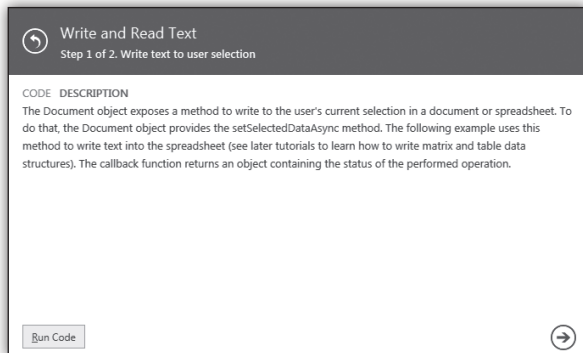 Write and Read Text
Step 1 of 2. Write text to user selection
CODE DESCRIPTION
The Document object exposes a method to write to the user's current selection in a document or spreadsheet. To
do that, the Document object provides the setSelectedDataAsync method. The following example uses this
method to write text into the spreadsheet (see later tutorials to learn how to write matrix and table data
structures). The callback function returns an object containing the status of the performed operation.
Run Code